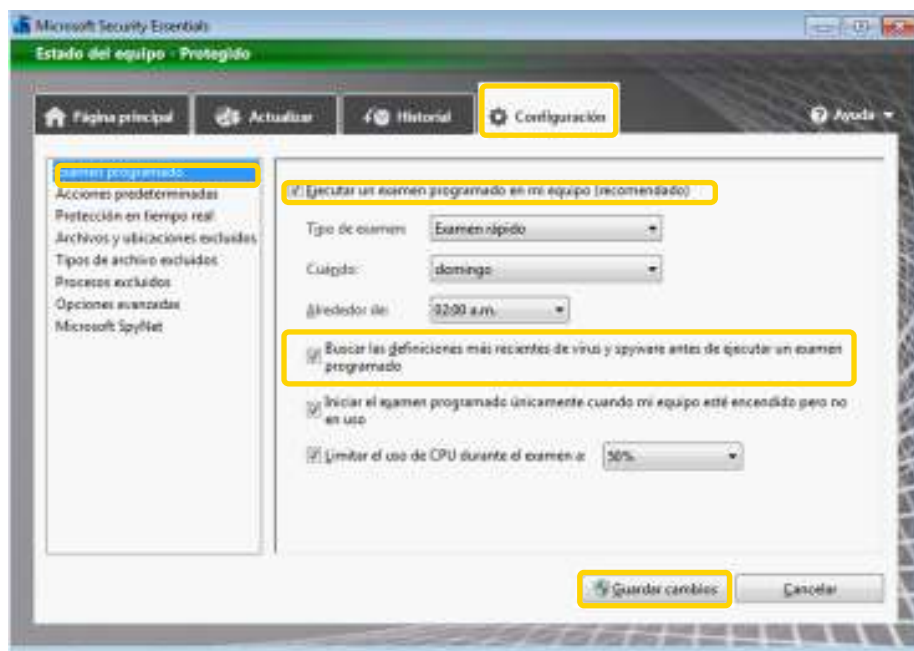 Microsoft Security Essentials
Estado del equipo - Protegido
Página principal
Actualizar
Historial
Configuración
Ayuda
Examen programado
Acciones predeterminadas
Protección en tiempo real
Archivos y ubicaciones excluidos
Tipos de archivo excluidos
Procesos excluidos
Opciones avanzadas
Microsoft SpyNet
Ejecutar un examen programado en mi equipo (recomendado)
Tipo de examen: Examen rápido
Cuándo: domingo
Alrededor de: 02:00 a.m.
Buscar las definiciones más recientes de virus y spyware antes de ejecutar un examen
programado
Iniciar el examen programado únicamente cuando mi equipo esté encendido pero no
en uso
Limitar el uso de CPU durante el examen a: 50%
Guardar cambios
Cancelar